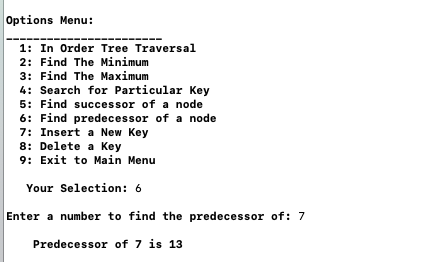 Options Menu:
_______________________
1: In Order Tree Traversal
2: Find The Minimum
3: Find The Maximum
4: Search for Particular Key
5: Find successor of a node
6: Find predecessor of a node
7: Insert a New Key
8: Delete a Key
9: Exit to Main Menu
Your Selection: 6
Enter a number to find the predecessor of: 7
Predecessor of 7 is 13